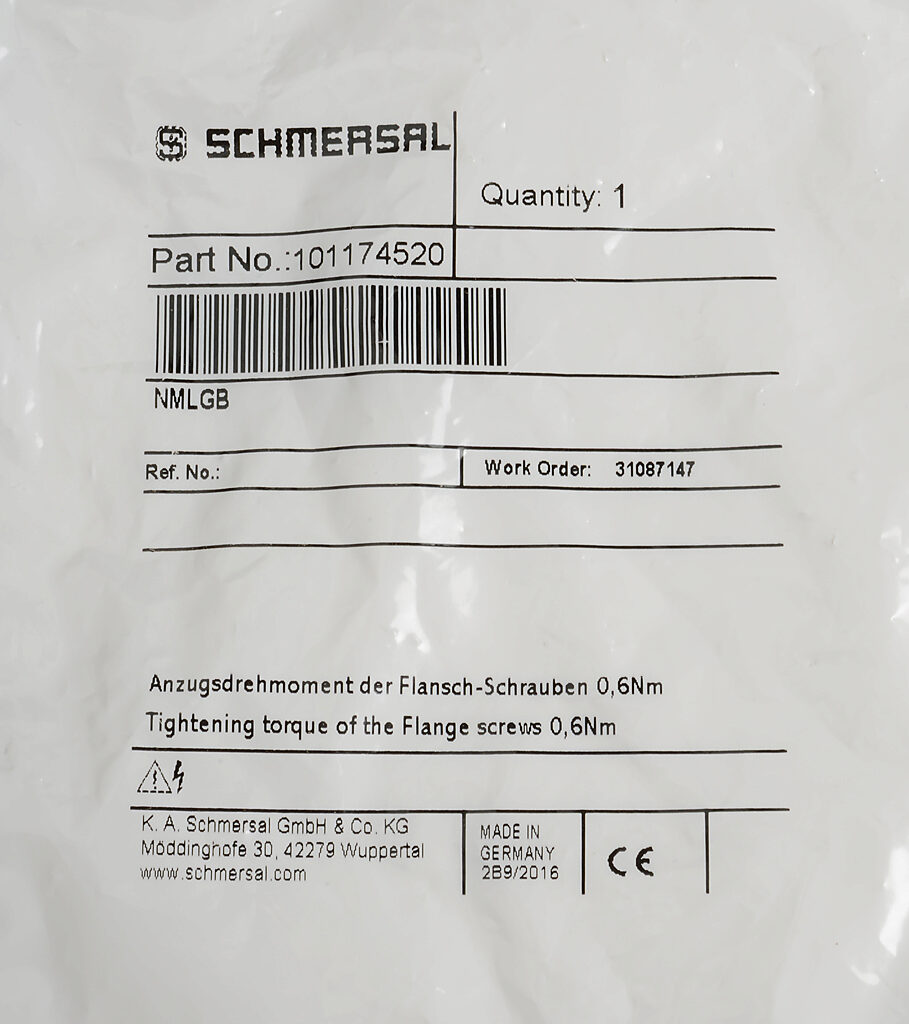 SCHMERSAL
Quantity: 1
Part No.:101174520
NMLGB
Ref. No.:
Work Order: 31087147
Anzugsdrehmoment der Flansch-Schrauben 0,6Nm
Tightening torque of the Flange screws 0,6Nm
K. A. Schmersal GmbH & Co. KG
Möddinghofe 30, 42279 Wuppertal
www.schmersal.com
MADE IN
GERMANY
2B9/2016
CE